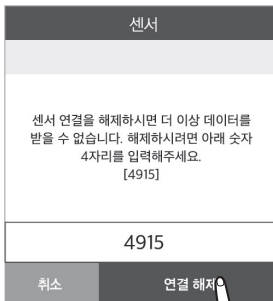 센서
센서 연결을 해제하시면 더 이상 데이터를
받을 수 없습니다. 해제하시려면 아래 숫자
4자리를 입력해주세요.
[4915]
4915
취소
연결 해제